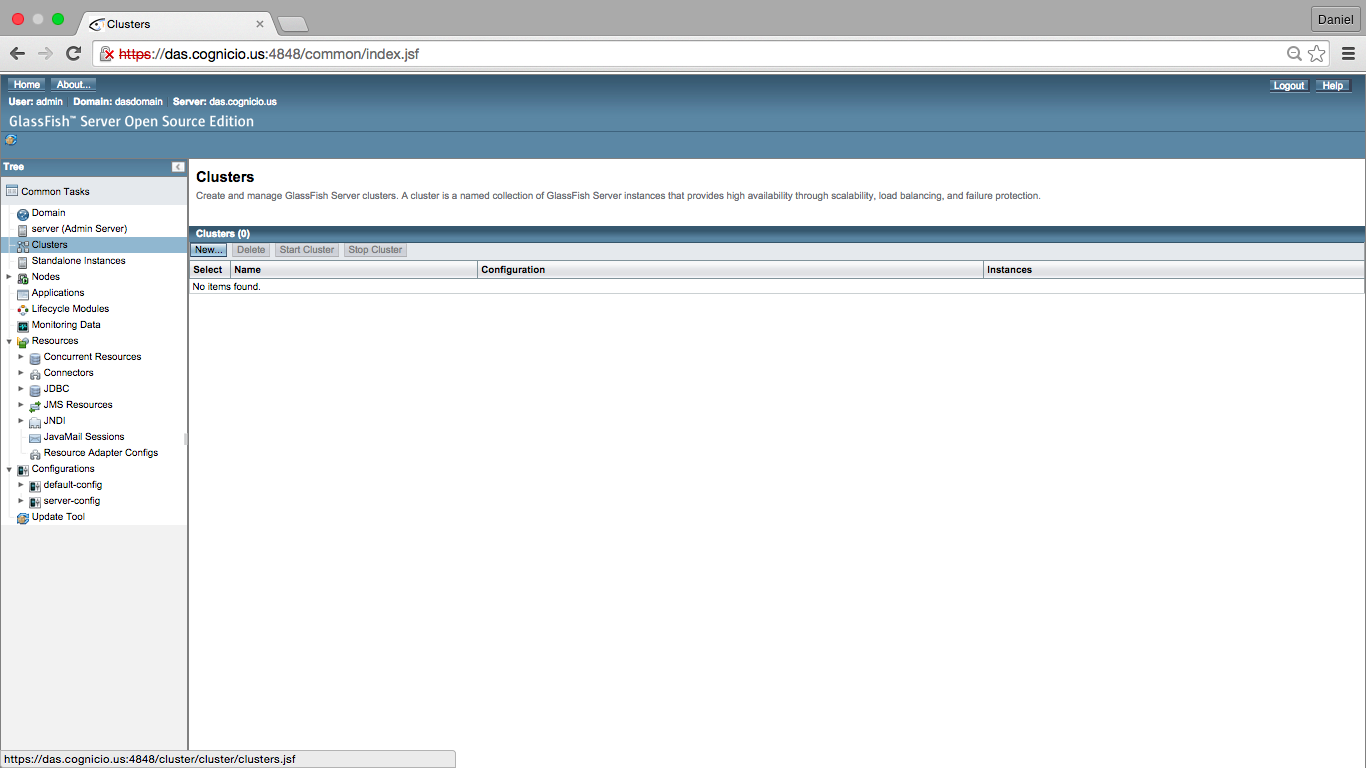 Clusters
Daniel
https://das.cognicio.us:4848/common/index.jsf
Home About... Logout Help
User: admin Domain: dasdomain Server: das.cognicio.us
GlassFish™ Server Open Source Edition
Tree
Common Tasks
Domain
server (Admin Server)
Clusters
Standalone Instances
Nodes
Applications
Lifecycle Modules
Monitoring Data
Resources
Concurrent Resources
Connectors
JDBC
JMS Resources
JNDI
JavaMail Sessions
Resource Adapter Configs
Configurations
default-config
server-config
Update Tool
Clusters
Create and manage GlassFish Server clusters. A cluster is a named collection of GlassFish Server instances that provides high availability through scalability, load balancing, and failure protection.
Clusters (0)
New... Delete Start Cluster Stop Cluster
Select Name Configuration Instances
No items found.
https://das.cognicio.us:4848/cluster/cluster/clusters.jsf